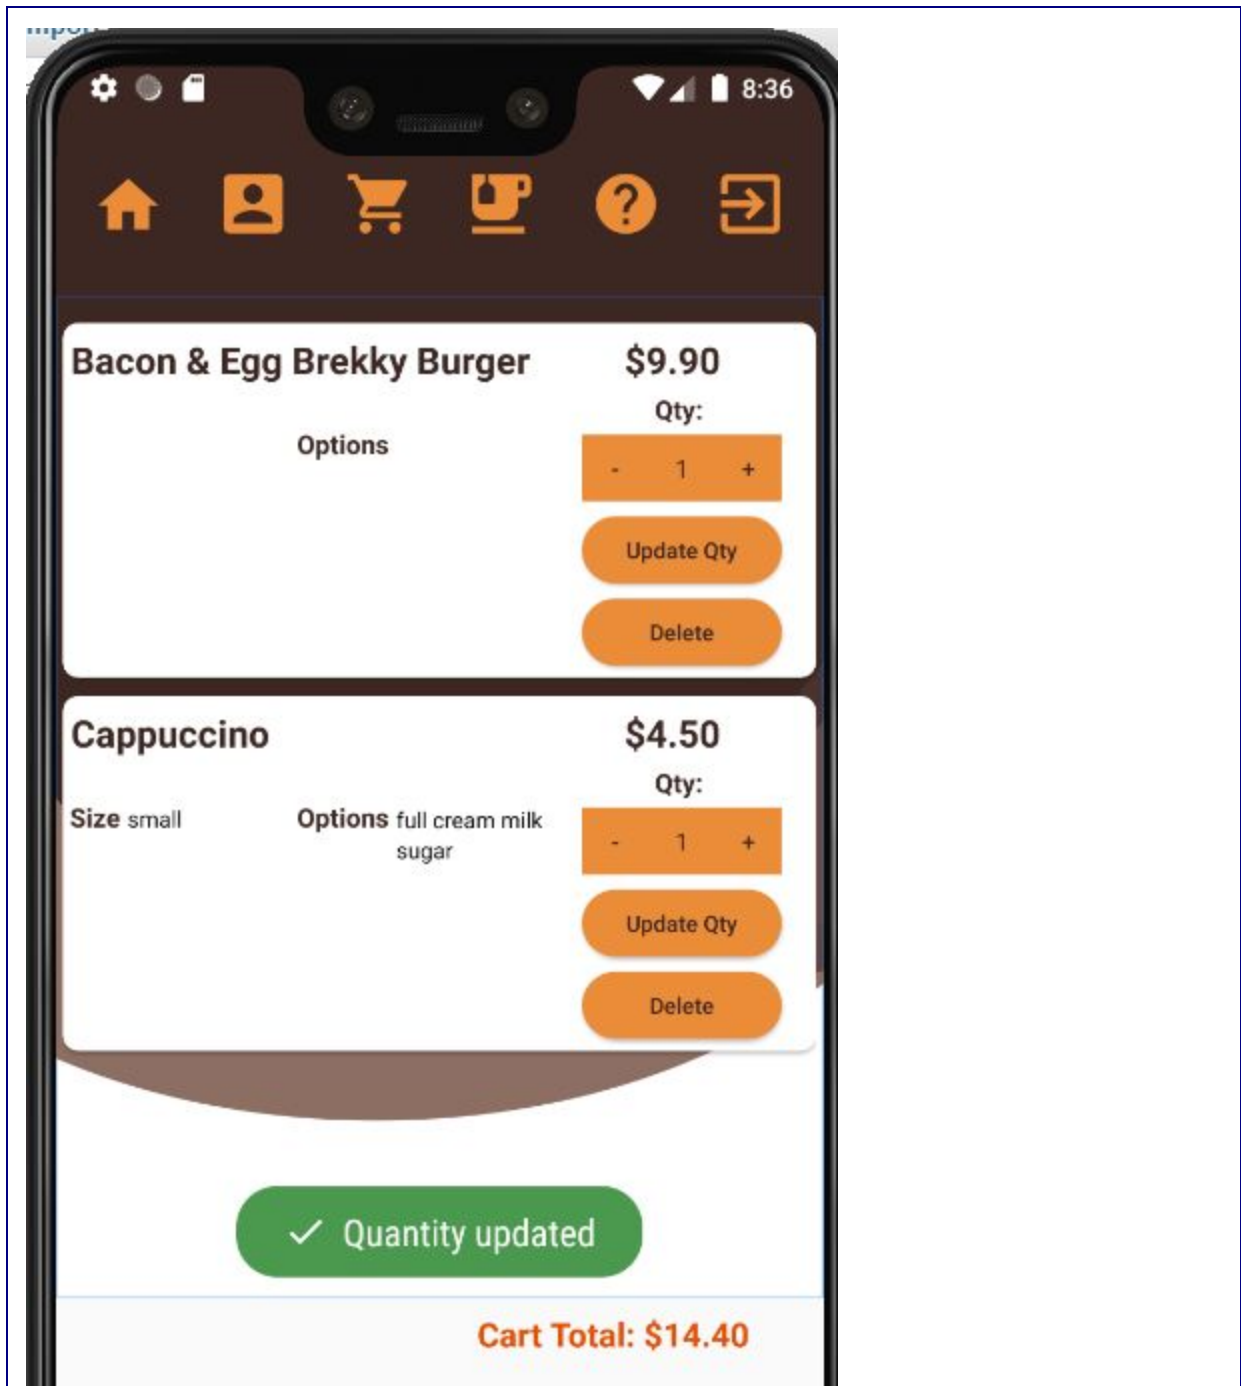 8:36
Bacon & Egg Brekky Burger
$9.90
Qty:
Options
- 1 +
Update Qty
Delete
Cappuccino
$4.50
Qty:
Size small
Options full cream milk
sugar
- 1 +
Update Qty
Delete
Quantity updated
Cart Total: $14.40